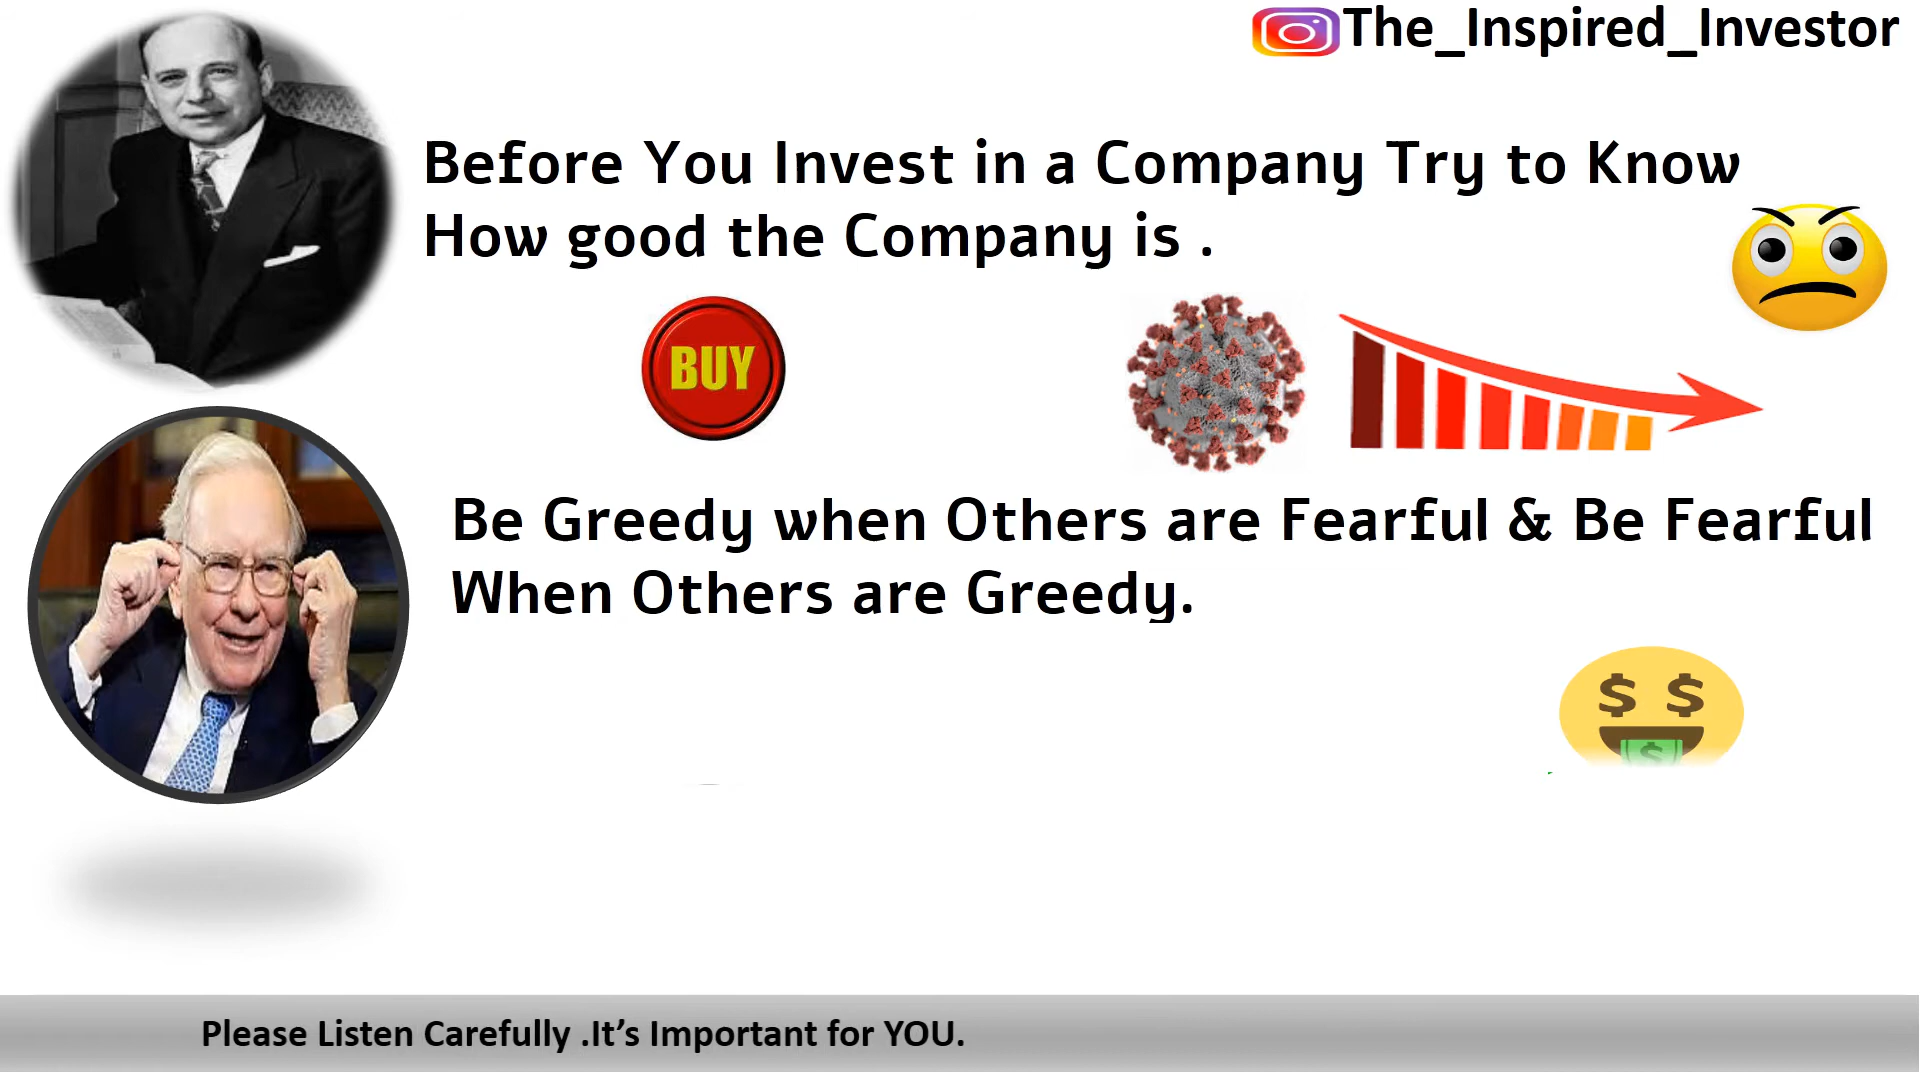 The_Inspired_Investor
Before You Invest in a Company Try to Know
How good the Company is .
BUY
Be Greedy when Others are Fearful & Be Fearful
When Others are Greedy.
$ $
$
Please Listen Carefully .It’s Important for YOU.